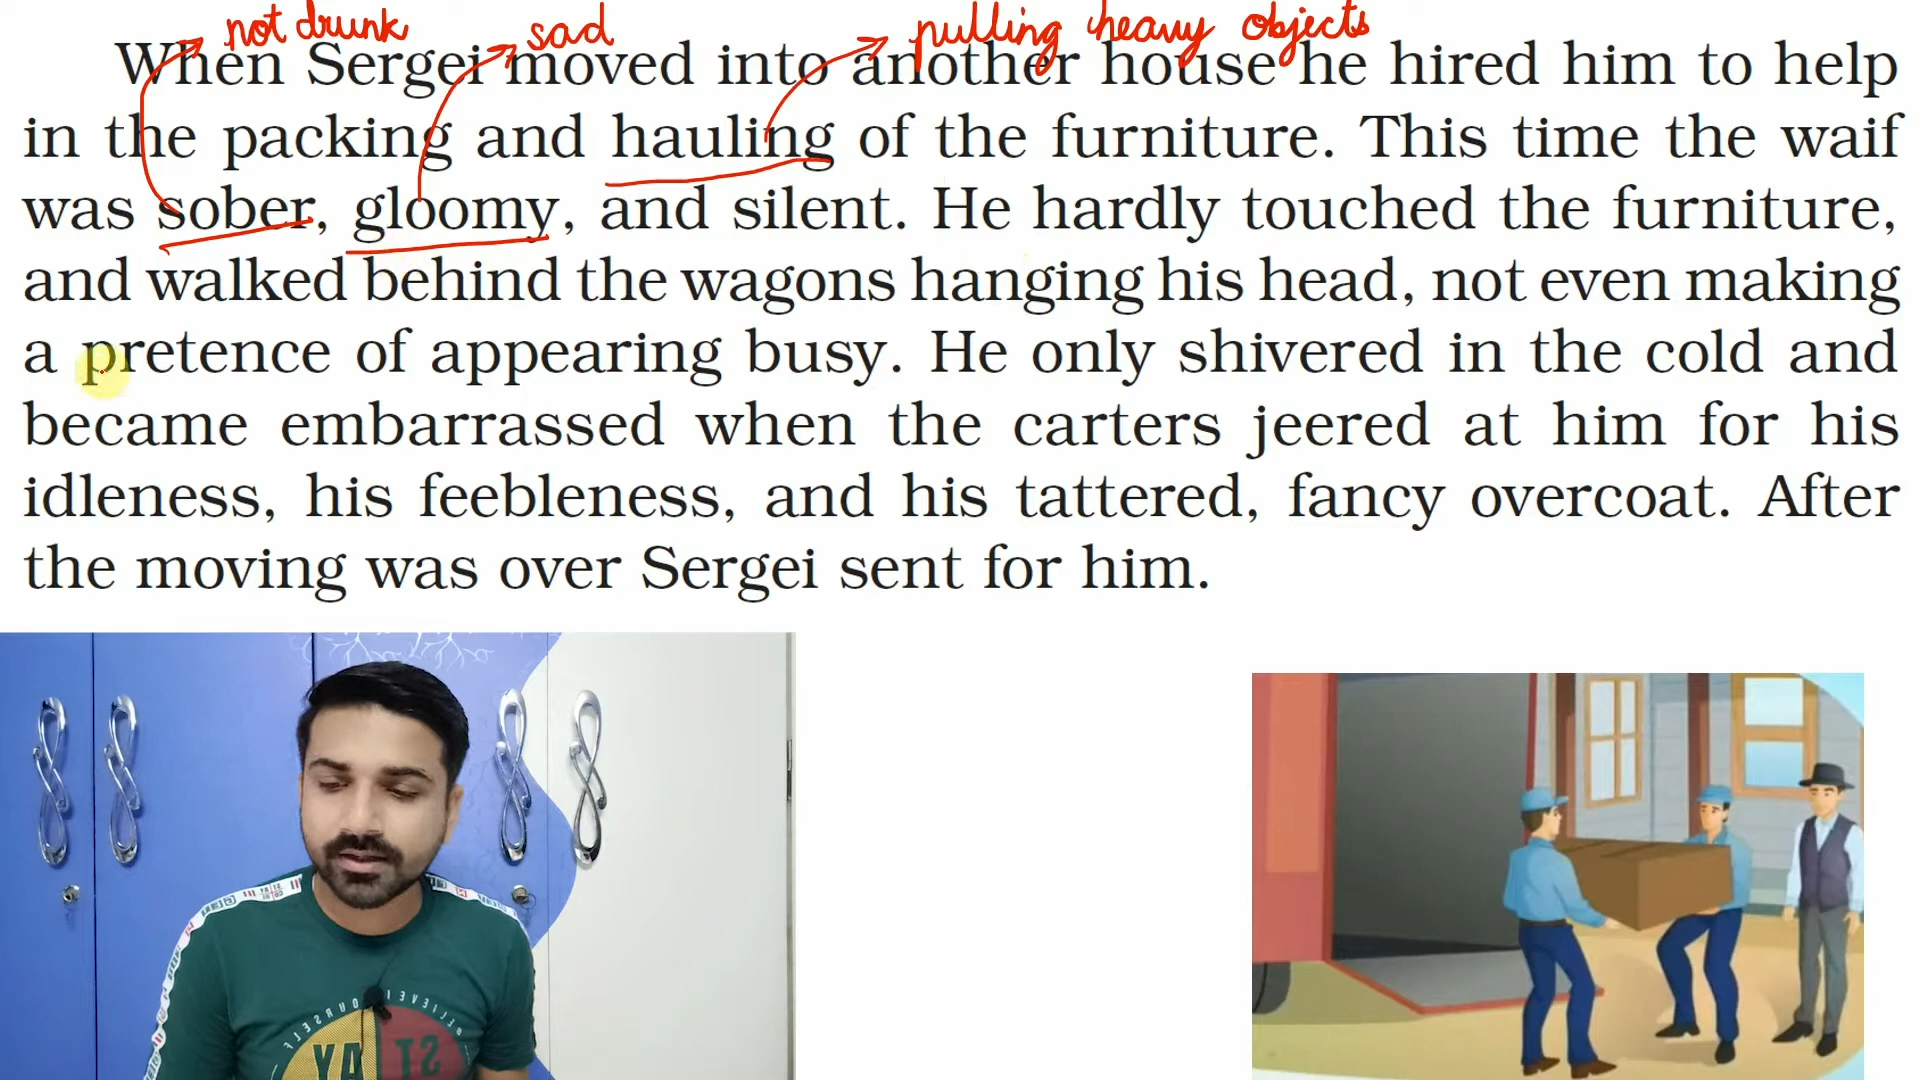 not drunk sad pulling heavy objects
When Sergei moved into another house he hired him to help
in the packing and hauling of the furniture. This time the waif
was sober, gloomy, and silent. He hardly touched the furniture,
and walked behind the wagons hanging his head, not even making
a pretence of appearing busy. He only shivered in the cold and
became embarrassed when the carters jeered at him for his
idleness, his feebleness, and his tattered, fancy overcoat. After
the moving was over Sergei sent for him.